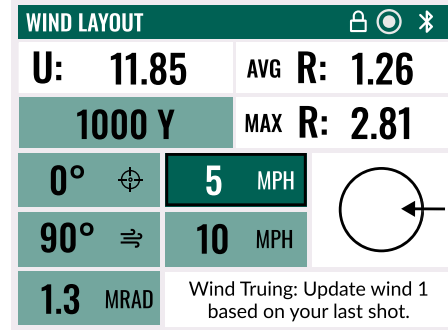 WIND LAYOUT
U: 11.85
AVG R: 1.26
1000 Y
MAX R: 2.81
0°
5 MPH
90°
10 MPH
1.3 MRAD
Wind Truing: Update wind 1
based on your last shot.